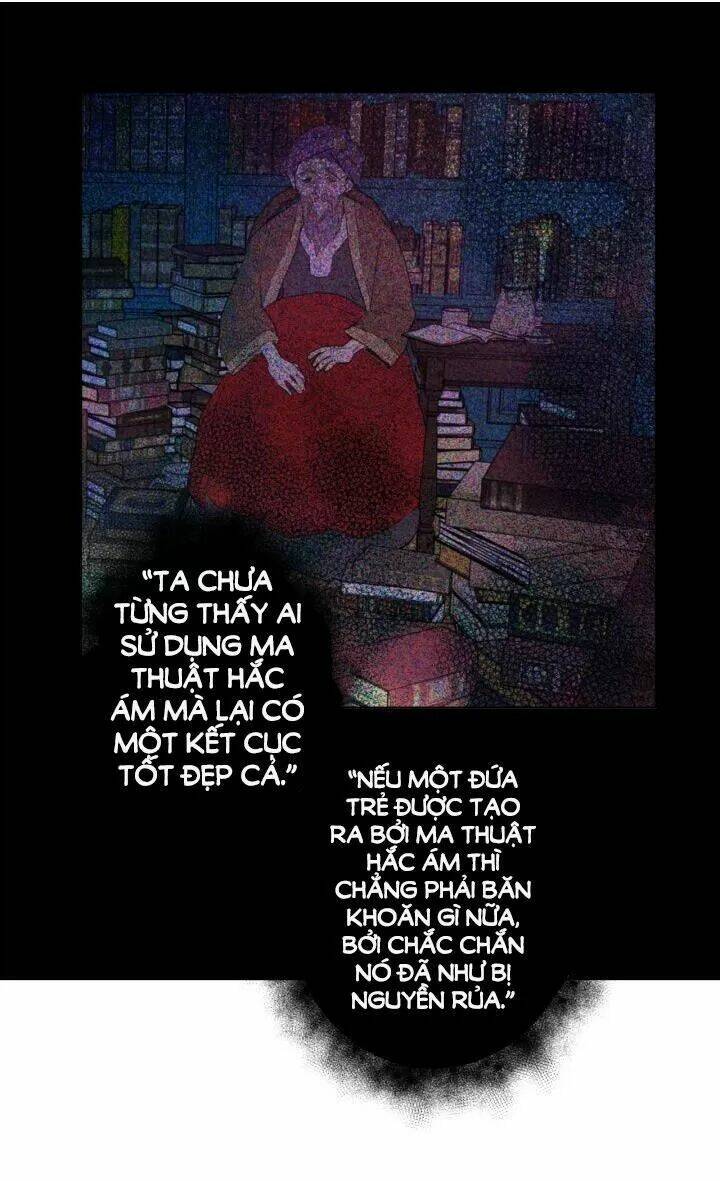 “TA CHƯA
TỪNG THẤY AI
SỬ DỤNG MA
THUẬT HẮC
ÁM MÀ LẠI CÓ
MỘT KẾT CỤC
TỐT ĐẸP CẢ.”
“NẾU MỘT ĐỨA
TRẺ ĐƯỢC TẠO
RA BỞI MA THUẬT
HẮC ÁM THÌ
CHẲNG PHẢI BĂN
KHOĂN GÌ NỮA,
BỞI CHẮC CHẮN
NÓ ĐÃ NHƯ BỊ
NGUYỀN RỦA.”